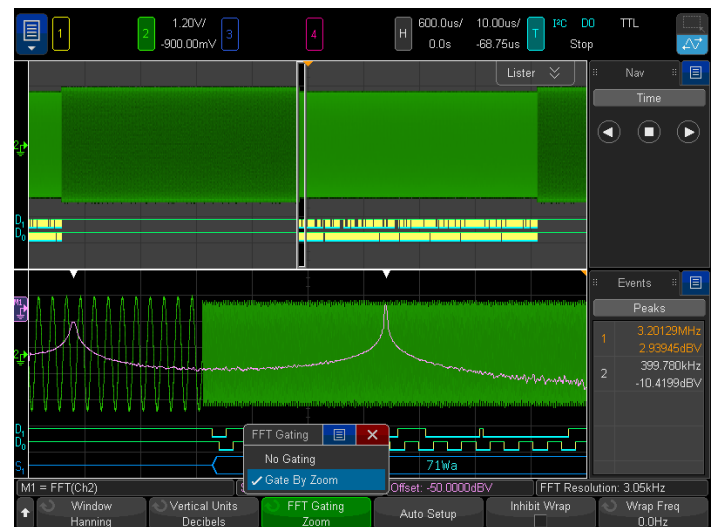 1
2
1.20V/
-900.00mV
3
4
H
600.0us/
0.0s
10.00us/
-68.75us
T
I²C
D0
TTL
Stop
Lister
Nav
Time
2
D1
D0
M1
2
D1
D0
S1
71Wa
Events
Peaks
1
3.20129MHz
2.93945dBV
2
399.780kHz
-10.4199dBV
FFT Gating
No Gating
Gate By Zoom
M1 = FFT(Ch2)
Offset: -50.0000dBV
FFT Resolution: 3.05kHz
Window
Hanning
Vertical Units
Decibels
FFT Gating
Zoom
Auto Setup
Inhibit Wrap
Wrap Freq
0.0Hz